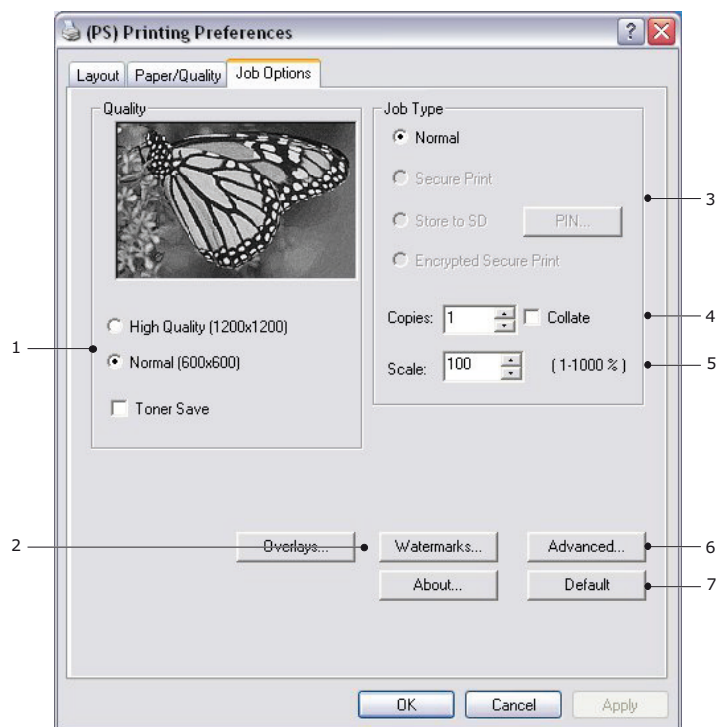 (PS) Printing Preferences
Layout Paper/Quality Job Options
Quality
Job Type
Normal
Secure Print
Store to SD PIN...
Encrypted Secure Print
3
High Quality (1200x1200)
Normal (600x600)
Toner Save
1
Copies: 1 Collate
4
Scale: 100 ( 1-1000 % )
5
2
Overlays... Watermarks... Advanced...
6
About... Default
7
OK Cancel Apply